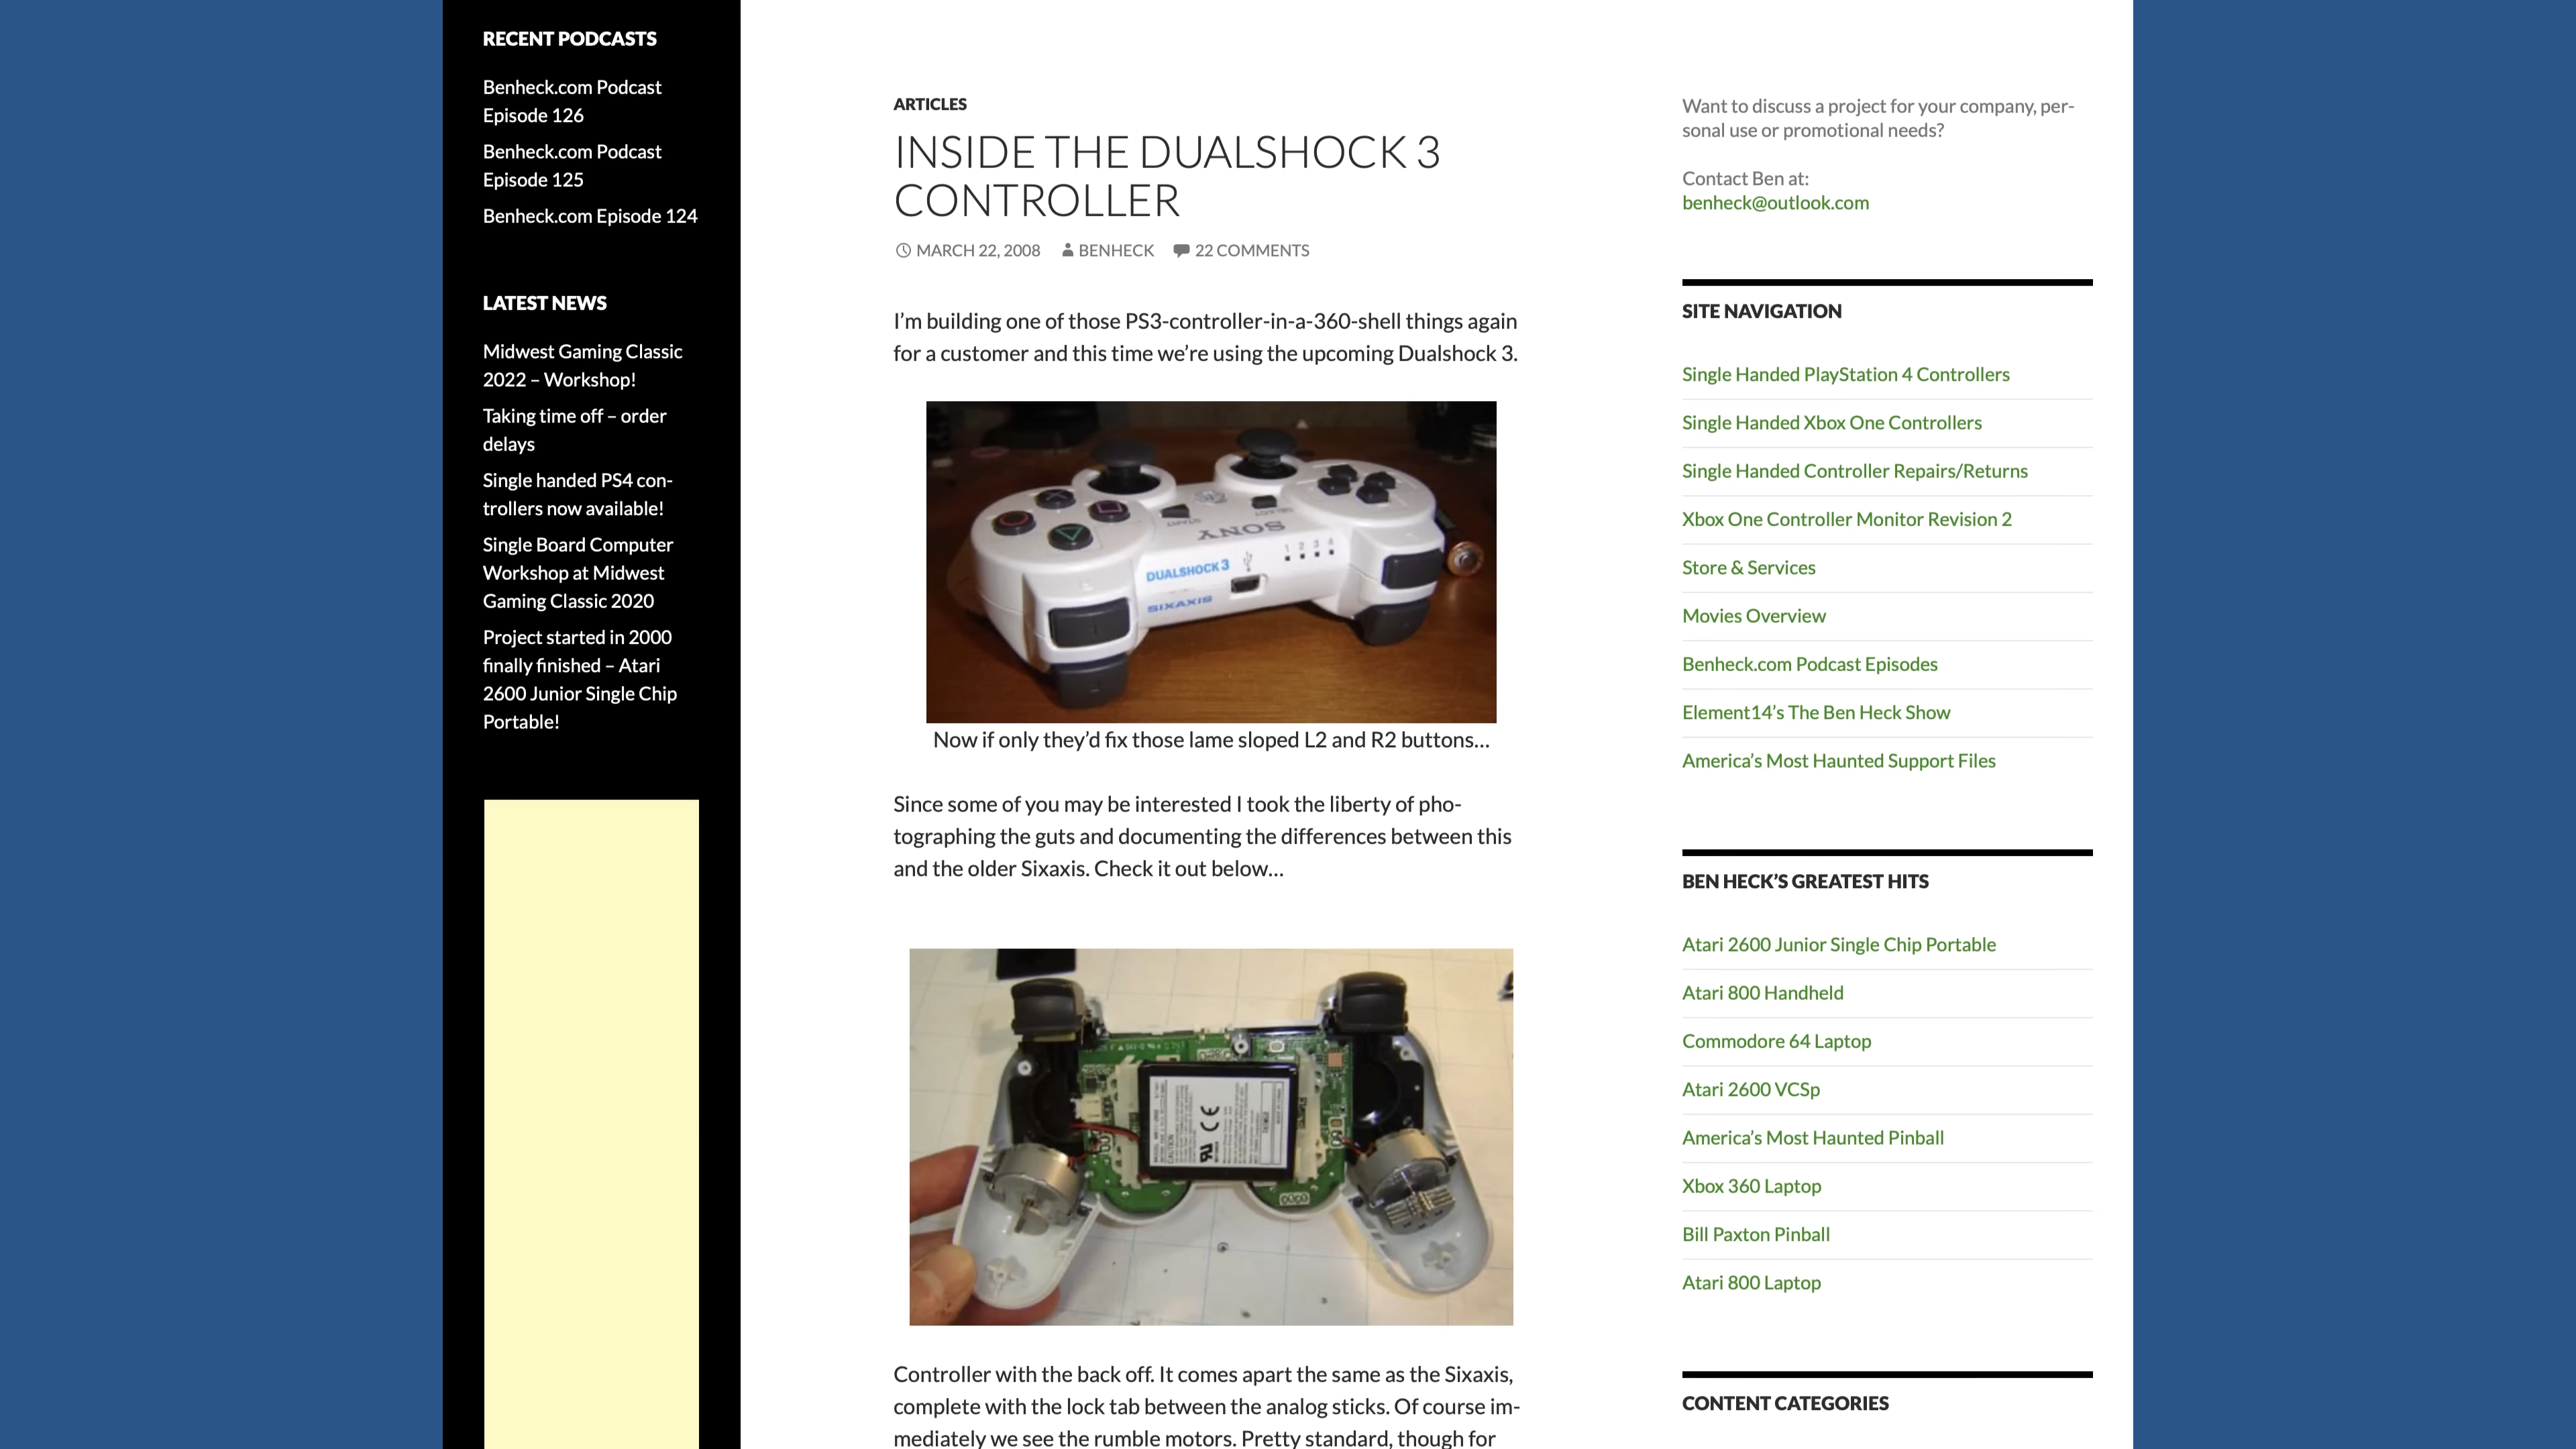 RECENT PODCASTS
Benheck.com Podcast
Episode 126
Benheck.com Podcast
Episode 125
Benheck.com Episode 124
LATEST NEWS
Midwest Gaming Classic
2022 – Workshop!
Taking time off – order
delays
Single handed PS4 con-
trollers now available!
Single Board Computer
Workshop at Midwest
Gaming Classic 2020
Project started in 2000
finally finished – Atari
2600 Junior Single Chip
Portable!
ARTICLES
INSIDE THE DUALSHOCK 3
CONTROLLER
MARCH 22, 2008 BENHECK 22 COMMENTS
I’m building one of those PS3-controller-in-a-360-shell things again
for a customer and this time we’re using the upcoming Dualshock 3.
START
SELECT
SONY
1 2 3 4
DUALSHOCK 3
SIXAXIS
Now if only they’d fix those lame sloped L2 and R2 buttons…
Since some of you may be interested I took the liberty of pho-
tographing the guts and documenting the differences between this
and the older Sixaxis. Check it out below…
CE
Controller with the back off. It comes apart the same as the Sixaxis,
complete with the lock tab between the analog sticks. Of course im-
mediately we see the rumble motors. Pretty standard, though for
Want to discuss a project for your company, per-
sonal use or promotional needs?
Contact Ben at:
benheck@outlook.com
SITE NAVIGATION
Single Handed PlayStation 4 Controllers
Single Handed Xbox One Controllers
Single Handed Controller Repairs/Returns
Xbox One Controller Monitor Revision 2
Store & Services
Movies Overview
Benheck.com Podcast Episodes
Element14’s The Ben Heck Show
America’s Most Haunted Support Files
BEN HECK’S GREATEST HITS
Atari 2600 Junior Single Chip Portable
Atari 800 Handheld
Commodore 64 Laptop
Atari 2600 VCSp
America’s Most Haunted Pinball
Xbox 360 Laptop
Bill Paxton Pinball
Atari 800 Laptop
CONTENT CATEGORIES